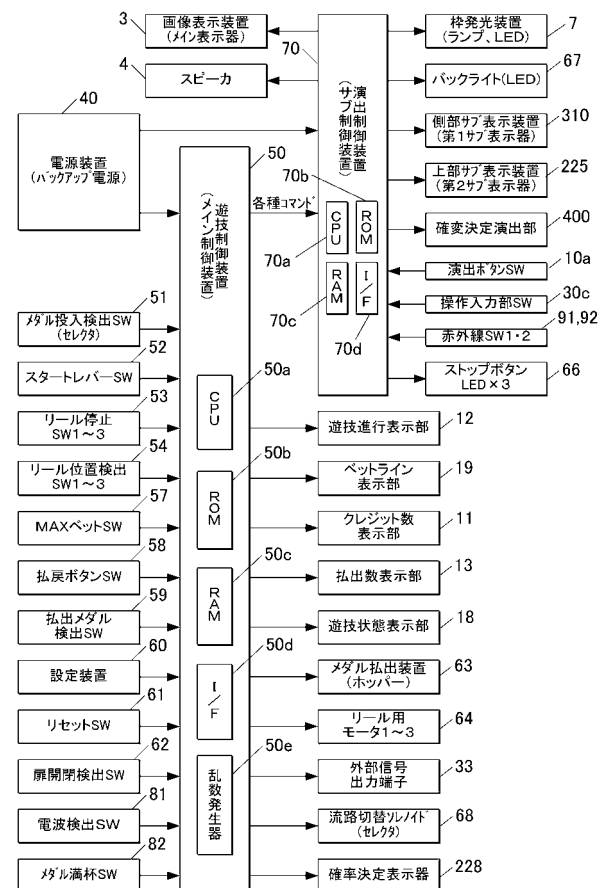 3
画像表示装置
(メイン表示器)
4
スピーカ
40
電源装置
(バックアップ電源)
70
演出制御装置
(サブ制御装置)
70b
CPU
ROM
70a
RAM
I/F
70c
70d
枠発光装置
(ランプ、LED)
7
バックライト(LED)
67
側部サブ表示装置
(第1サブ表示器)
310
上部サブ表示装置
(第2サブ表示器)
225
確変決定演出部
400
演出ボタンSW
10a
操作入力部SW
30c
赤外線SW1・2
91,92
ストップボタン
LED×3
66
50
遊技制御装置
(メイン制御装置)
各種コマンド
51
メダル投入検出SW
(セレクタ)
52
スタートレバーSW
53
リール停止
SW1~3
54
リール位置検出
SW1~3
57
MAXベットSW
58
払戻ボタンSW
59
払出メダル
検出SW
60
設定装置
61
リセットSW
62
扉開閉検出SW
81
電波検出SW
82
メダル満杯SW
50a
CPU
50b
ROM
50c
RAM
50d
I/F
50e
乱数発生器
遊技進行表示部
12
ベットライン
表示部
19
クレジット数
表示部
11
払出数表示部
13
遊技状態表示部
18
メダル払出装置
(ホッパー)
63
リール用
モータ1~3
64
外部信号
出力端子
33
流路切替ソレノイド
(セレクタ)
68
確率決定表示器
228